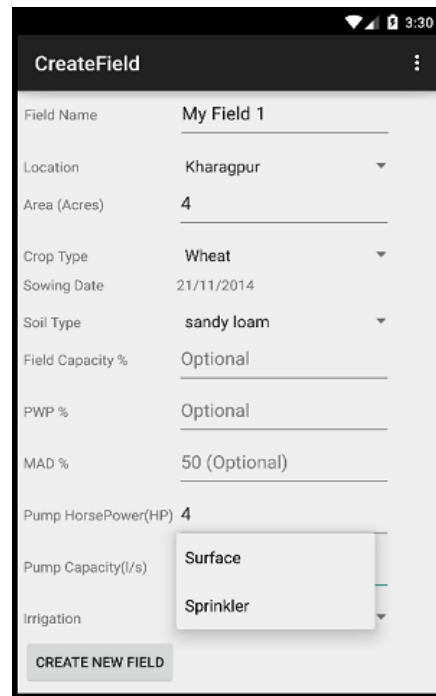 3:30
CreateField
Field Name My Field 1
Location Kharagpur
Area (Acres) 4
Crop Type Wheat
Sowing Date 21/11/2014
Soil Type sandy loam
Field Capacity % Optional
PWP % Optional
MAD % 50 (Optional)
Pump HorsePower(HP) 4
Surface
Pump Capacity(l/s)
Sprinkler
Irrigation
CREATE NEW FIELD